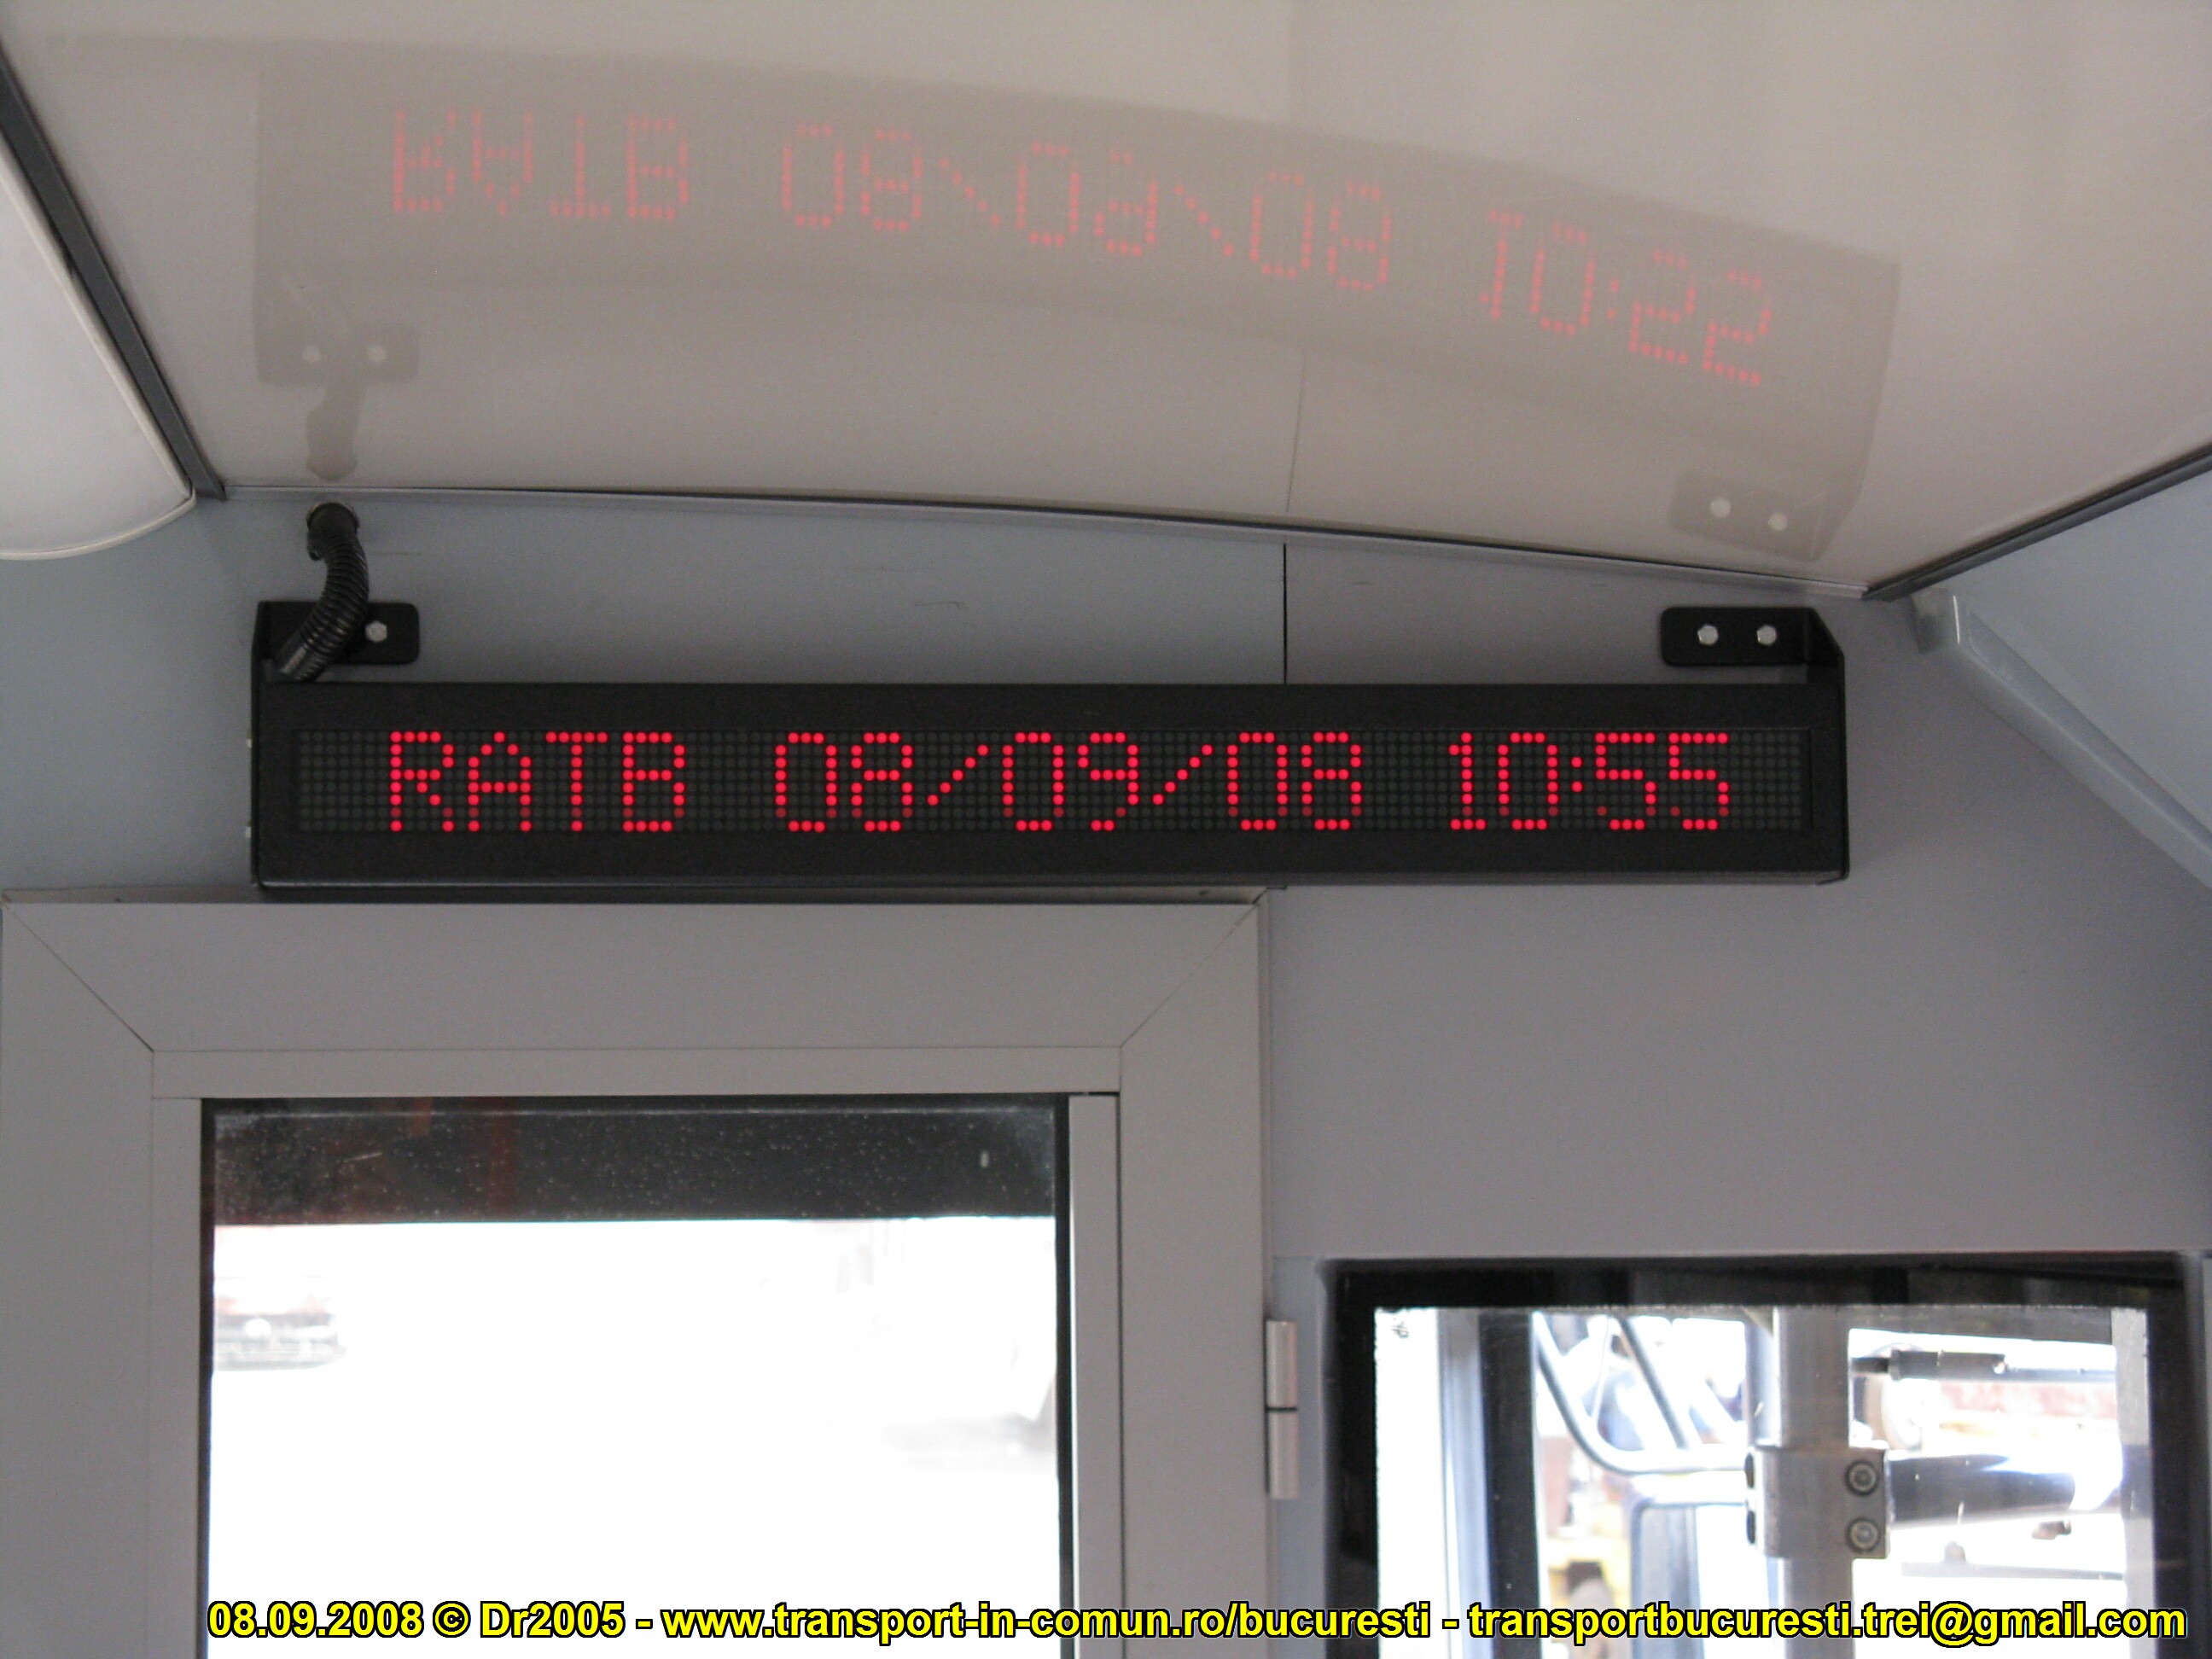 RATB 08/09/08 10:55
08.09.2008 © Dr2005 - www.transport-in-comun.ro/bucuresti - transportbucuresti.trei@gmail.com